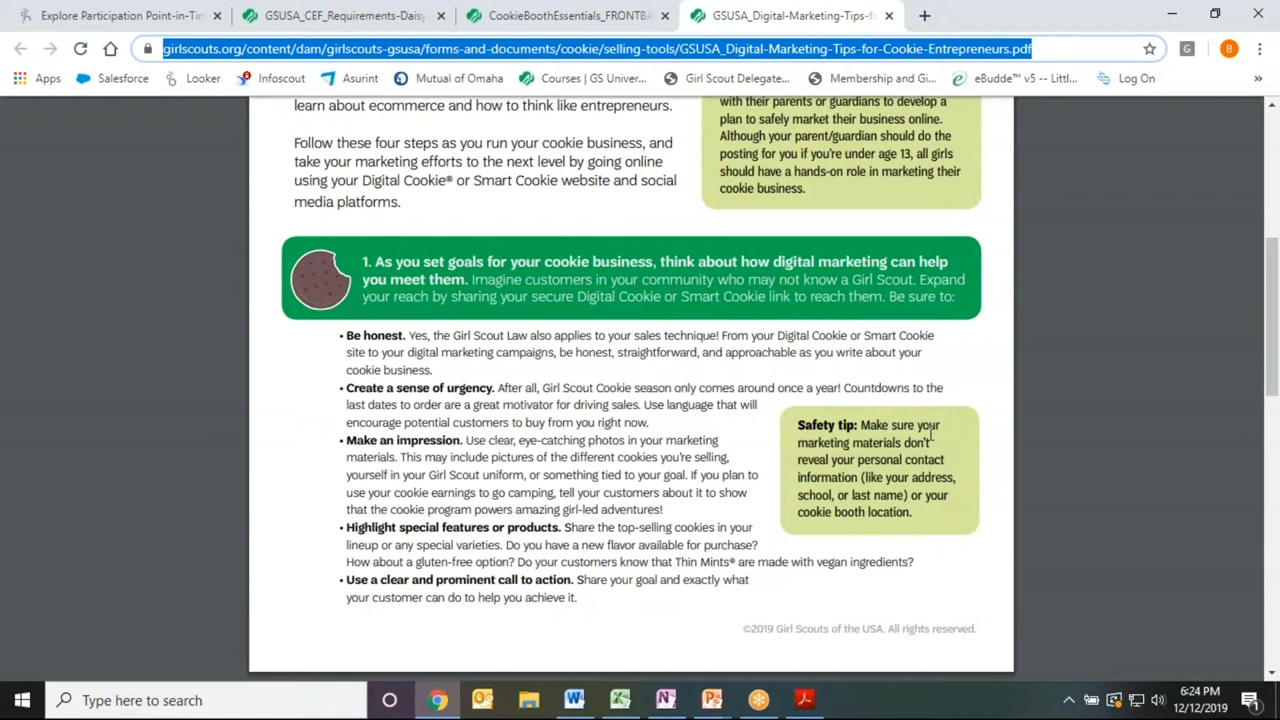 Explore Participation Point-in-Tim
GSUSA_CEF_Requirements-Daisy
CookieBoothEssentials_FRONTBA
GSUSA_Digital-Marketing-Tips-fo
girlscouts.org/content/dam/girlscouts-gsusa/forms-and-documents/cookie/selling-tools/GSUSA_Digital-Marketing-Tips-for-Cookie-Entrepreneurs.pdf
G
B
Apps
Salesforce
Looker
Infoscout
Asurint
Mutual of Omaha
Courses | GS Univer...
Girl Scout Delegate...
Membership and Gi...
eBudde™ v5 -- Littl...
Log On
»
learn about ecommerce and how to think like entrepreneurs.
Follow these four steps as you run your cookie business, and
take your marketing efforts to the next level by going online
using your Digital Cookie® or Smart Cookie website and social
media platforms.
with their parents or guardians to develop a
plan to safely market their business online.
Although your parent/guardian should do the
posting for you if you're under age 13, all girls
should have a hands-on role in marketing their
cookie business.
1. As you set goals for your cookie business, think about how digital marketing can help
you meet them. Imagine customers in your community who may not know a Girl Scout. Expand
your reach by sharing your secure Digital Cookie or Smart Cookie link to reach them. Be sure to:
• Be honest. Yes, the Girl Scout Law also applies to your sales technique! From your Digital Cookie or Smart Cookie
site to your digital marketing campaigns, be honest, straightforward, and approachable as you write about your
cookie business.
• Create a sense of urgency. After all, Girl Scout Cookie season only comes around once a year! Countdowns to the
last dates to order are a great motivator for driving sales. Use language that will
encourage potential customers to buy from you right now.
• Make an impression. Use clear, eye-catching photos in your marketing
materials. This may include pictures of the different cookies you're selling,
yourself in your Girl Scout uniform, or something tied to your goal. If you plan to
use your cookie earnings to go camping, tell your customers about it to show
that the cookie program powers amazing girl-led adventures!
• Highlight special features or products. Share the top-selling cookies in your
lineup or any special varieties. Do you have a new flavor available for purchase?
How about a gluten-free option? Do your customers know that Thin Mints® are made with vegan ingredients?
• Use a clear and prominent call to action. Share your goal and exactly what
your customer can do to help you achieve it.
Safety tip: Make sure your
marketing materials don't
reveal your personal contact
information (like your address,
school, or last name) or your
cookie booth location.
©2019 Girl Scouts of the USA. All rights reserved.
Type here to search
6:24 PM
12/12/2019